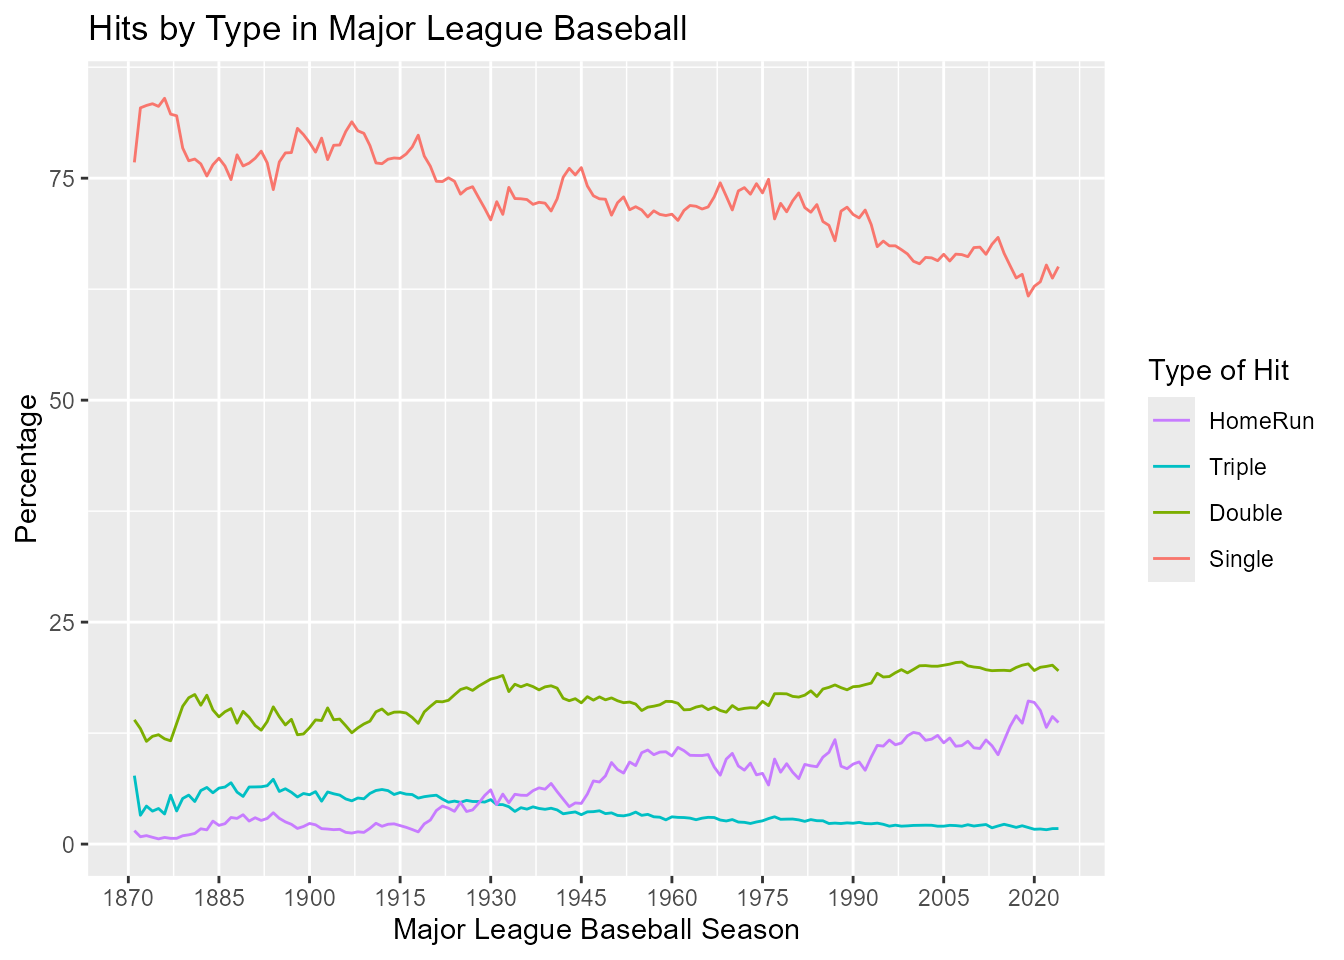 Hits by Type in Major League Baseball
Percentage
75
50
25
0
1870 1885 1900 1915 1930 1945 1960 1975 1990 2005 2020
Major League Baseball Season
Type of Hit
HomeRun
Triple
Double
Single